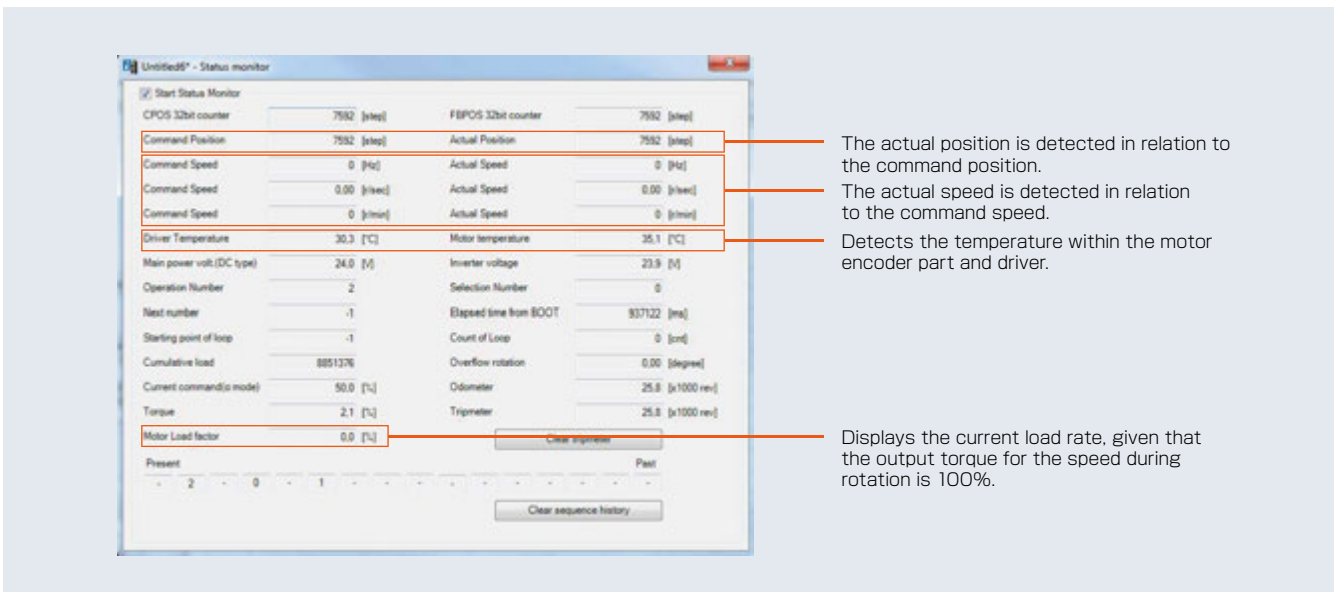 Untitled6* - Status monitor
Start Status Monitor
CPOS 32bit counter 7592 [step] FBPOS 32bit counter 7592 [step]
Command Position 7592 [step] Actual Position 7592 [step]
Command Speed 0 [Hz] Actual Speed 0 [Hz]
Command Speed 0.00 [r/sec] Actual Speed 0.00 [r/sec]
Command Speed 0 [r/min] Actual Speed 0 [r/min]
Driver Temperature 30,3 [°C] Motor temperature 35,1 [°C]
Main power volt.(DC type) 24,0 [V] Inverter voltage 23.9 [V]
Operation Number 2 Selection Number 0
Next number -1 Elapsed time from BOOT 937122 [ms]
Starting point of loop -1 Count of Loop 0 [cnt]
Cumulative load 8851376 Overflow rotation 0,00 [degree]
Current command(α mode) 50,0 [%] Odometer 25.8 [x1000 rev]
Torque 2,1 [%] Tripmeter 25,8 [x1000 rev]
Motor Load factor 0,0 [%] Clear tripmeter
Present Past
- 2 - 0 - 1 - - - - - - - - - -
Clear sequence history
The actual position is detected in relation to
the command position.
The actual speed is detected in relation
to the command speed.
Detects the temperature within the motor
encoder part and driver.
Displays the current load rate, given that
the output torque for the speed during
rotation is 100%.